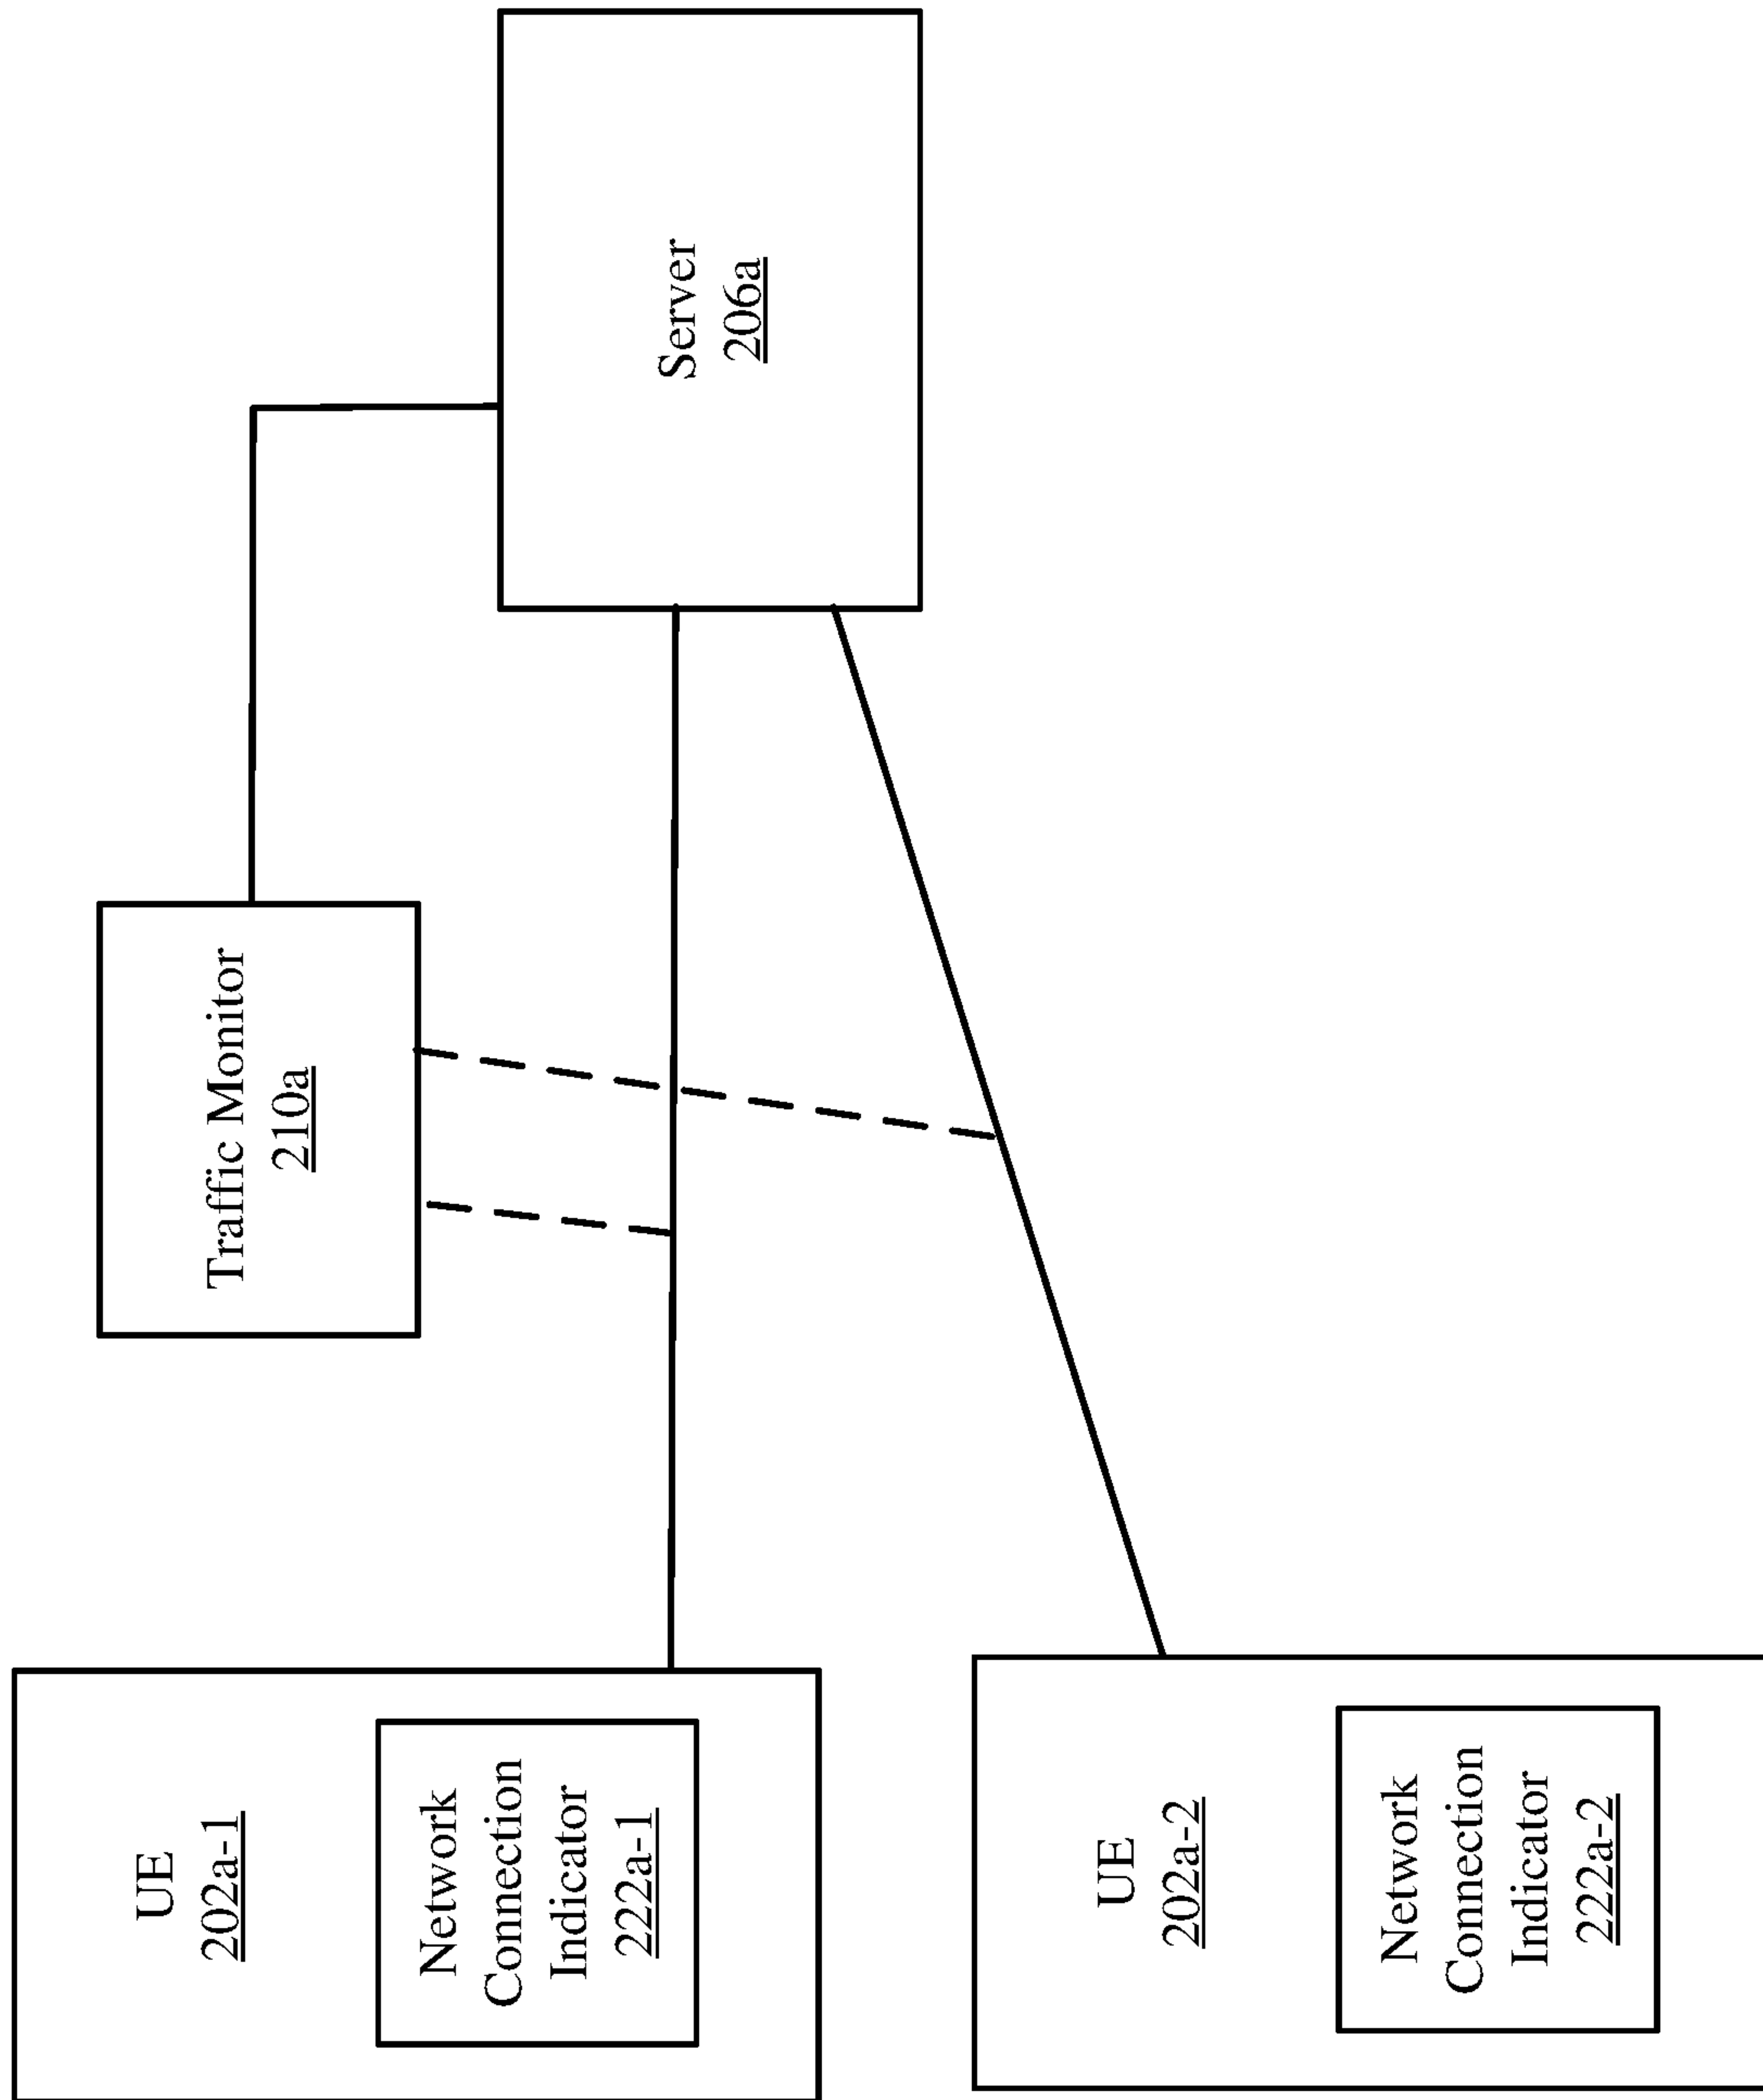 UE
202a-1
Network
Connection
Indicator
222a-1
Traffic Monitor
210a
Server
206a
UE
202a-2
Network
Connection
Indicator
222a-2